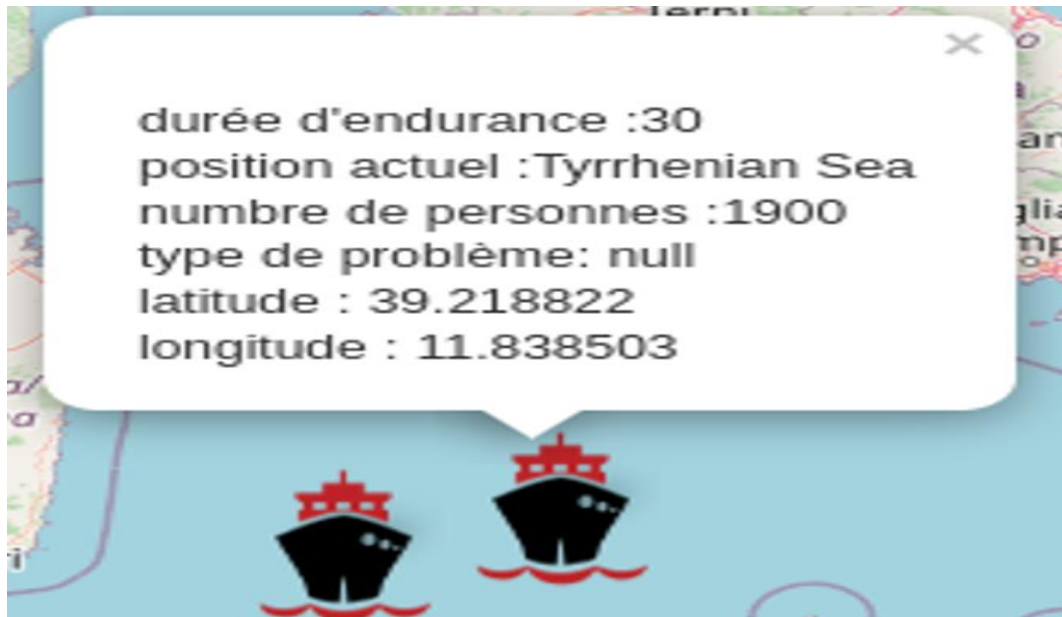 Terni
×
durée d'endurance :30
position actuel :Tyrrhenian Sea
numbre de personnes :1900
type de problème: null
latitude : 39.218822
longitude : 11.838503